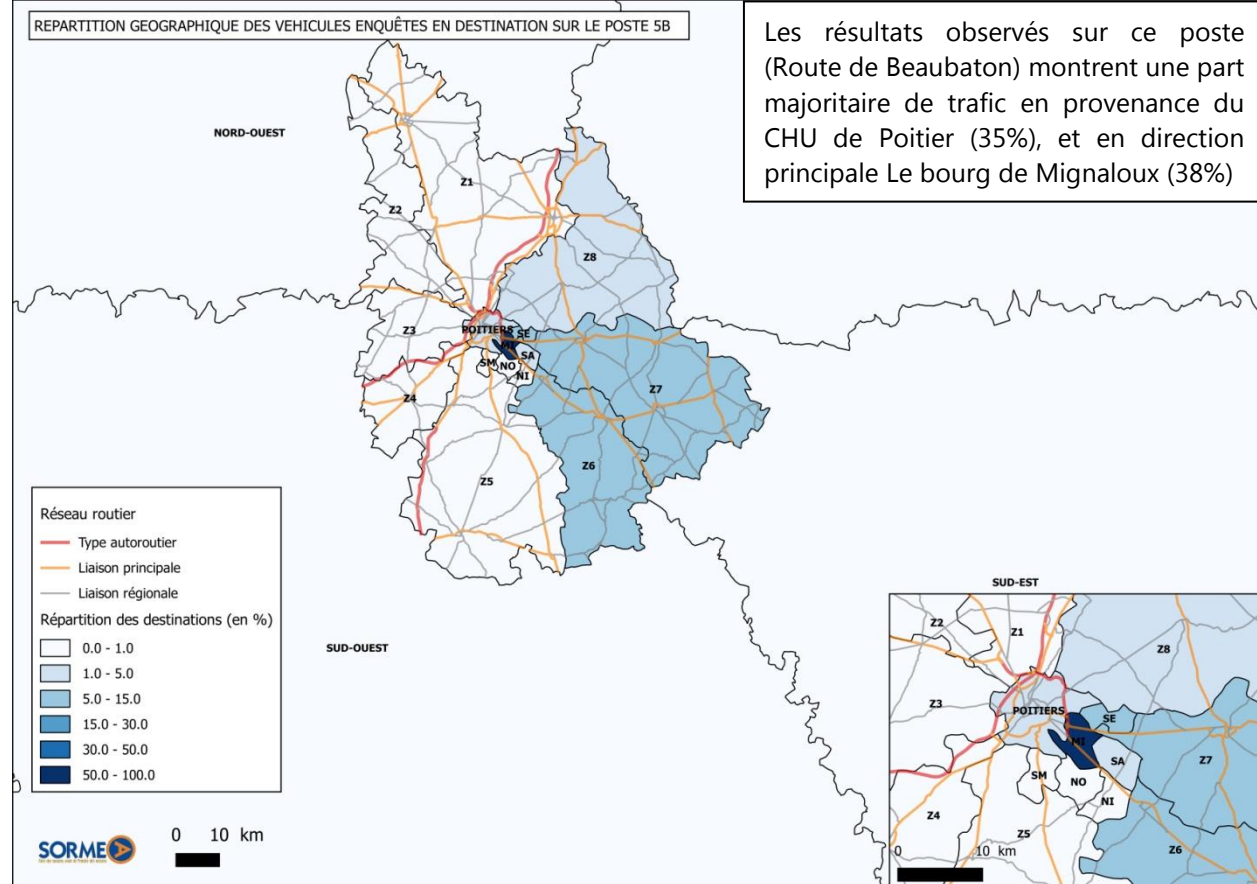 REPARTITION GEOGRAPHIQUE DES VEHICULES ENQUÊTES EN DESTINATION SUR LE POSTE 5B
Les résultats observés sur ce poste
(Route de Beaubaton) montrent une part
majoritaire de trafic en provenance du
CHU de Poitier (35%), et en direction
principale Le bourg de Mignaloux (38%)
NORD-OUEST
Z1
Z2
Z8
Z3
POITIERS
SE
MI
SA
SM
NO
NI
Z4
Z7
Z6
Z5
SUD-OUEST
SUD-EST
Réseau routier
Type autoroutier
Liaison principale
Liaison régionale
Répartition des destinations (en %)
0.0 - 1.0
1.0 - 5.0
5.0 - 15.0
15.0 - 30.0
30.0 - 50.0
50.0 - 100.0
SORMEA
0 10 km
Z2
Z1
Z8
Z3
POITIERS
SE
MI
SA
Z7
SM
NO
NI
Z4
Z5
Z6
0 10 km